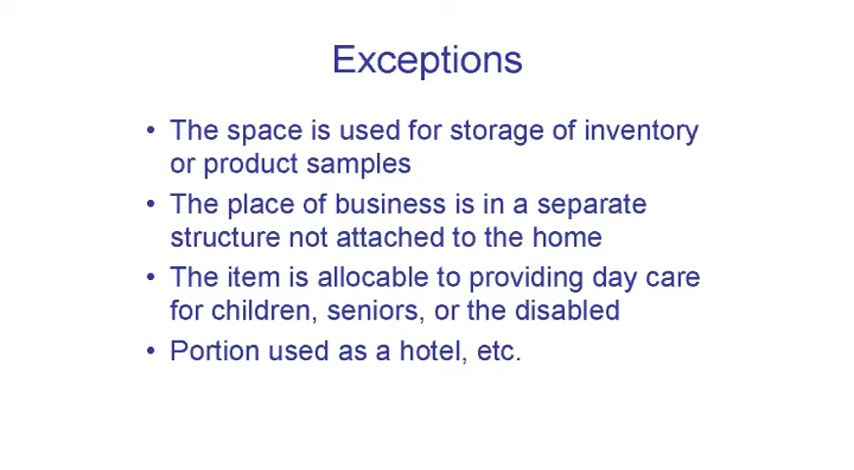 Exceptions
• The space is used for storage of inventory
or product samples
• The place of business is in a separate
structure not attached to the home
• The item is allocable to providing day care
for children, seniors, or the disabled
• Portion used as a hotel, etc.